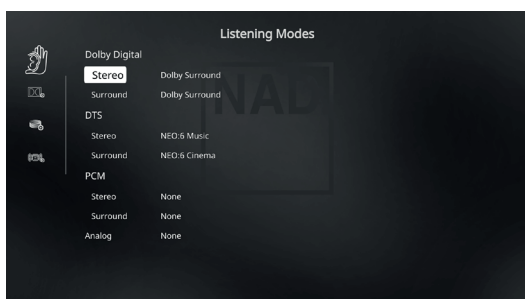 Listening Modes
Dolby Digital
Stereo Dolby Surround
Surround Dolby Surround
NAD
DTS
Stereo NEO:6 Music
Surround NEO:6 Cinema
PCM
Stereo None
Surround None
Analog None